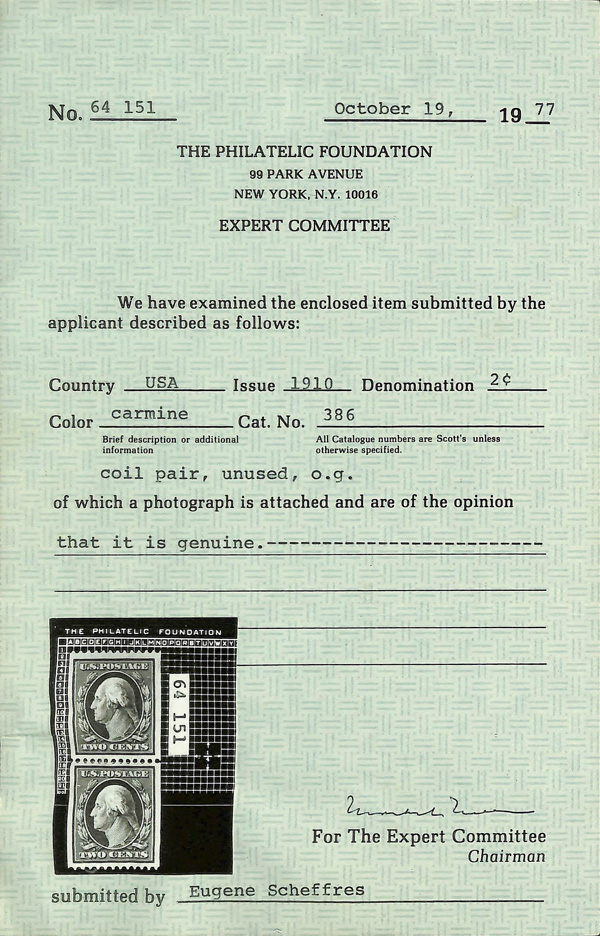 No. 64 151 October 19, 19 77
THE PHILATELIC FOUNDATION
99 PARK AVENUE
NEW YORK, N.Y. 10016
EXPERT COMMITTEE
We have examined the enclosed item submitted by the
applicant described as follows:
Country USA Issue 1910 Denomination 2¢
Color carmine Cat. No. 386
Brief description or additional
information
All Catalogue numbers are Scott's unless
otherwise specified.
coil pair, unused, o.g.
of which a photograph is attached and are of the opinion
that it is genuine.-------------------------
THE PHILATELIC FOUNDATION
ABCDEFGHIJKLMNOPQRSTUVWXY
U.S. POSTAGE
64 151
TWO CENTS
U.S. POSTAGE
TWO CENTS
For The Expert Committee
Chairman
submitted by Eugene Scheffres